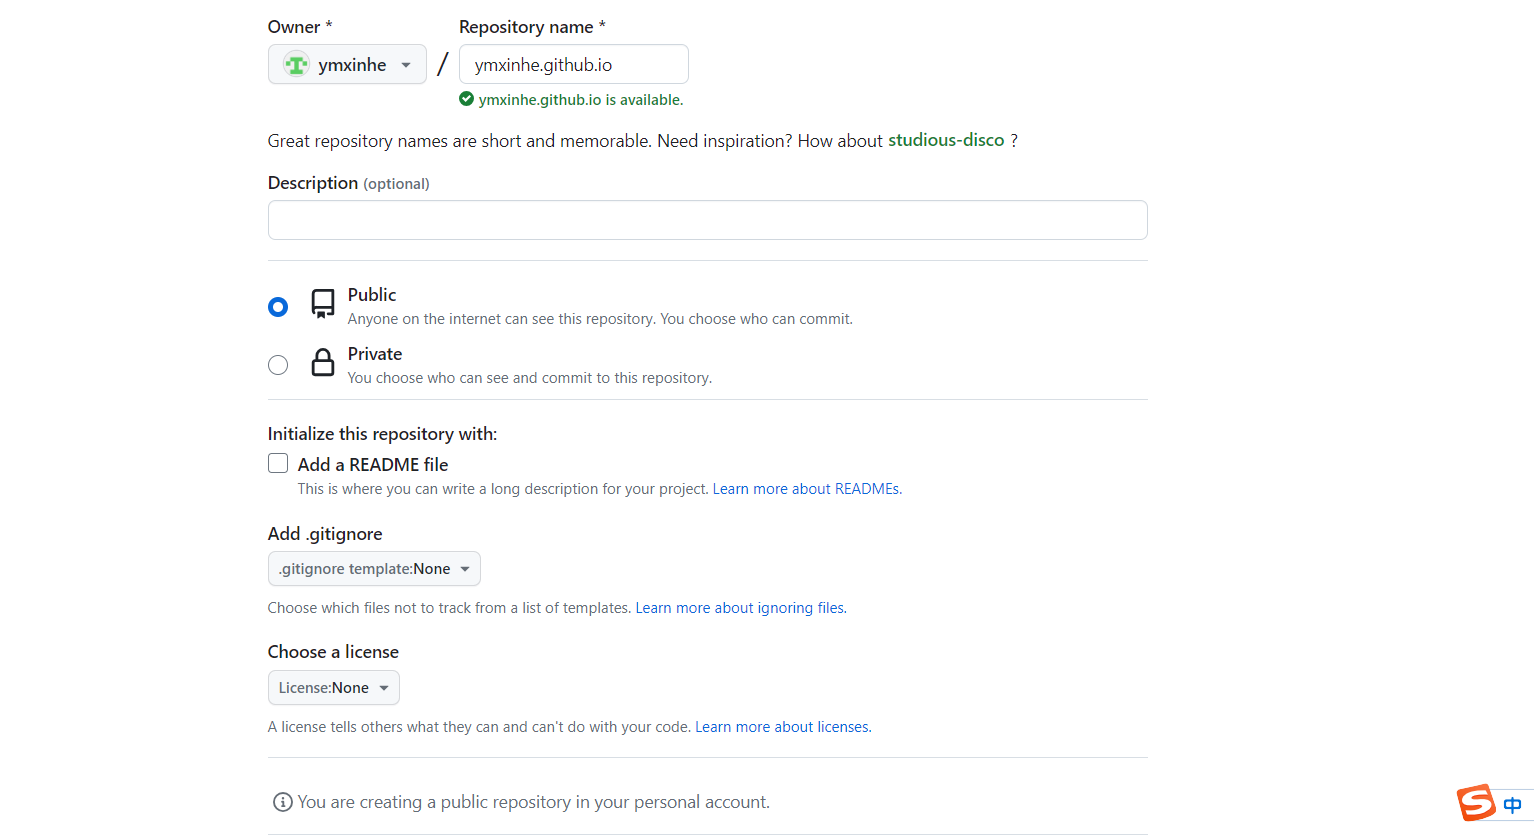 Owner * Repository name *
ymxinhe / ymxinhe.github.io
ymxinhe.github.io is available.
Great repository names are short and memorable. Need inspiration? How about studious-disco ?
Description (optional)
Public
Anyone on the internet can see this repository. You choose who can commit.
Private
You choose who can see and commit to this repository.
Initialize this repository with:
Add a README file
This is where you can write a long description for your project. Learn more about READMEs.
Add .gitignore
.gitignore template:None
Choose which files not to track from a list of templates. Learn more about ignoring files.
Choose a license
License:None
A license tells others what they can and can't do with your code. Learn more about licenses.
You are creating a public repository in your personal account.
S 中